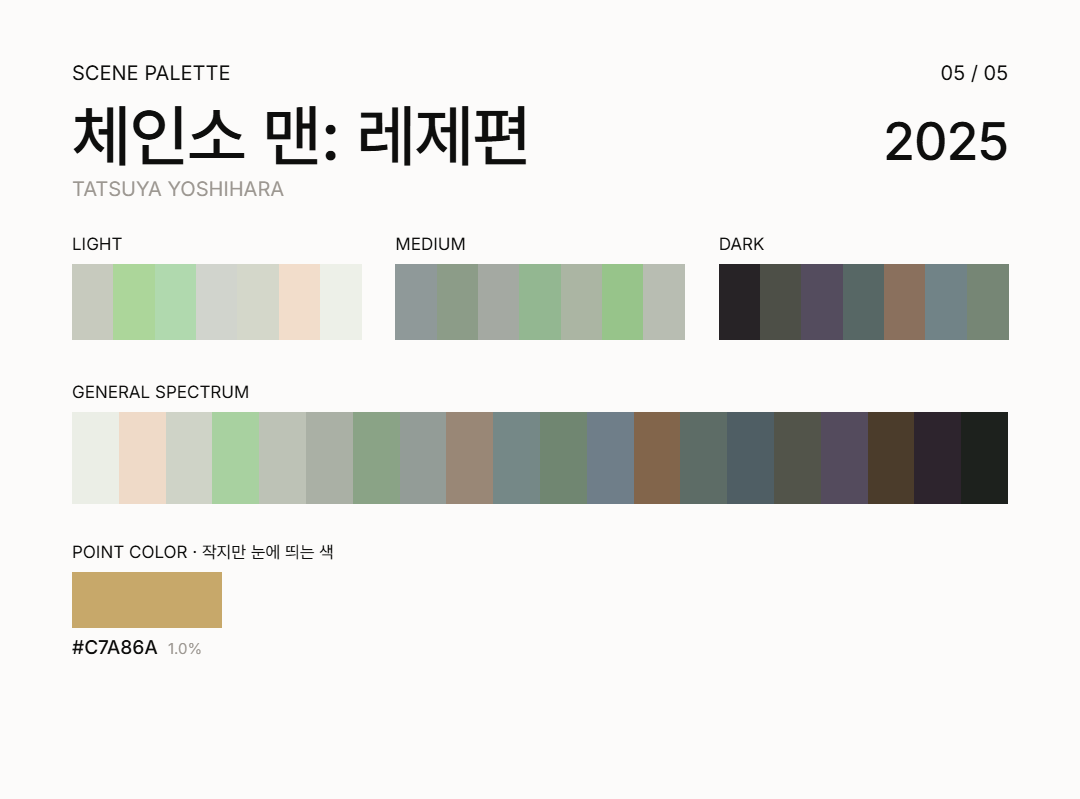 SCENE PALETTE
05 / 05
체인소 맨: 레제편
2025
TATSUYA YOSHIHARA
LIGHT
MEDIUM
DARK
GENERAL SPECTRUM
POINT COLOR · 작지만 눈에 띄는 색
#C7A86A 1.0%